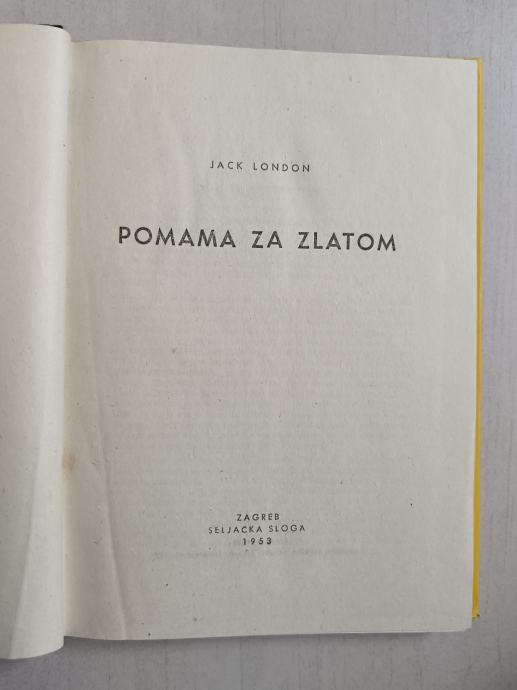 JACK LONDON
POMAMA ZA ZLATOM
ZAGREB
SELJAČKA SLOGA
1953